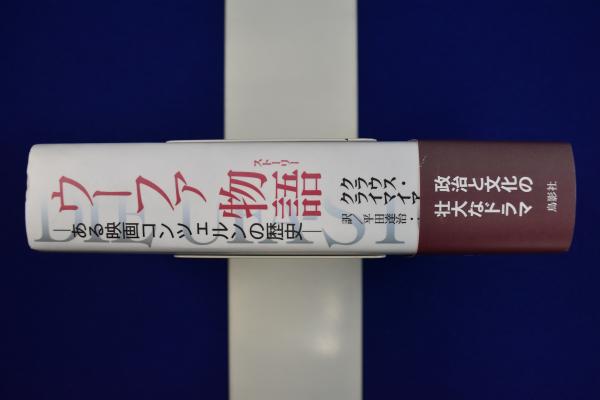 ウーファ物語
ストーリー
―ある映画コンツェルンの歴史―
クラウス・
クライマイアー
訳/平田達治
政治と文化の
壮大なドラマ
鳥影社